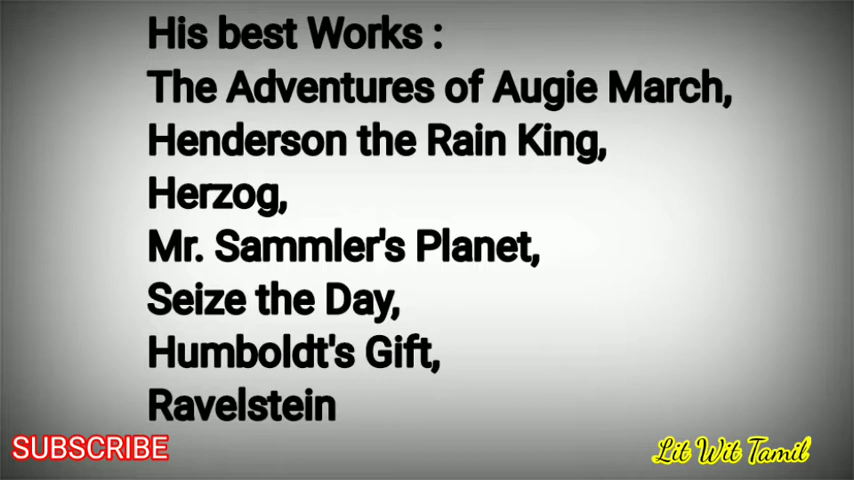 His best Works :
The Adventures of Augie March,
Henderson the Rain King,
Herzog,
Mr. Sammler's Planet,
Seize the Day,
Humboldt's Gift,
Ravelstein
SUBSCRIBE
Lit Wit Tamil